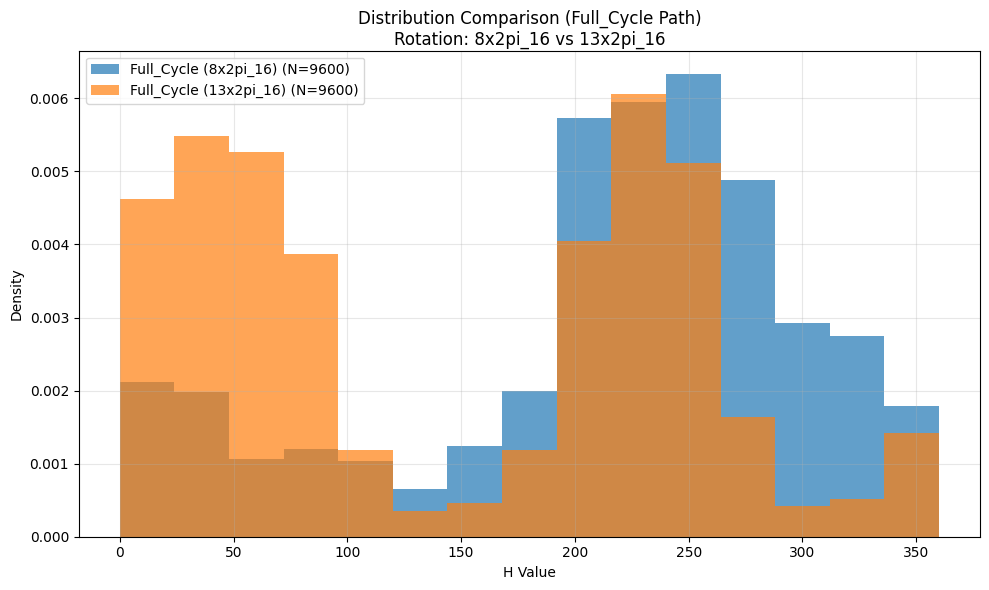 Distribution Comparison (Full_Cycle Path)
Rotation: 8x2pi_16 vs 13x2pi_16
Full_Cycle (8x2pi_16) (N=9600)
Full_Cycle (13x2pi_16) (N=9600)
0.006
0.005
0.004
0.003
0.002
0.001
0.000
Density
0 50 100 150 200 250 300 350
H Value